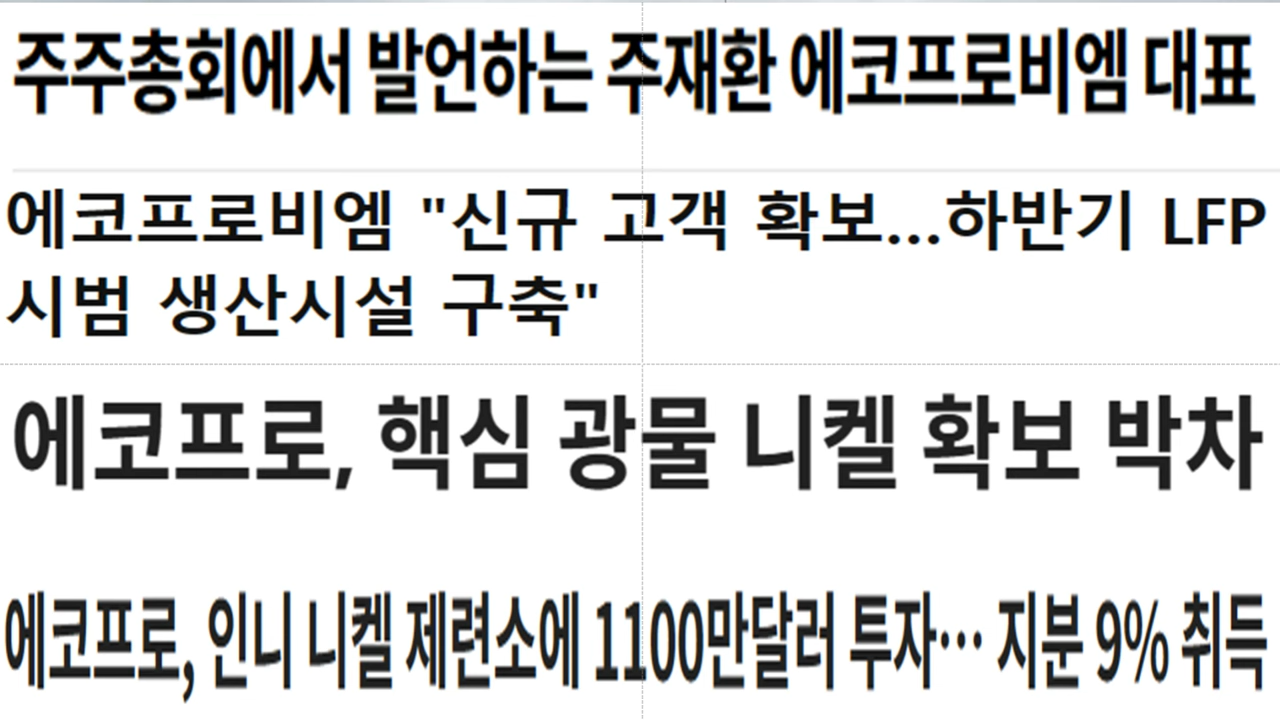 주주총회에서 발언하는 주재환 에코프로비엠 대표
에코프로비엠 "신규 고객 확보...하반기 LFP
시범 생산시설 구축"
에코프로, 핵심 광물 니켈 확보 박차
에코프로, 인니 니켈 제련소에 1100만달러 투자… 지분 9% 취득